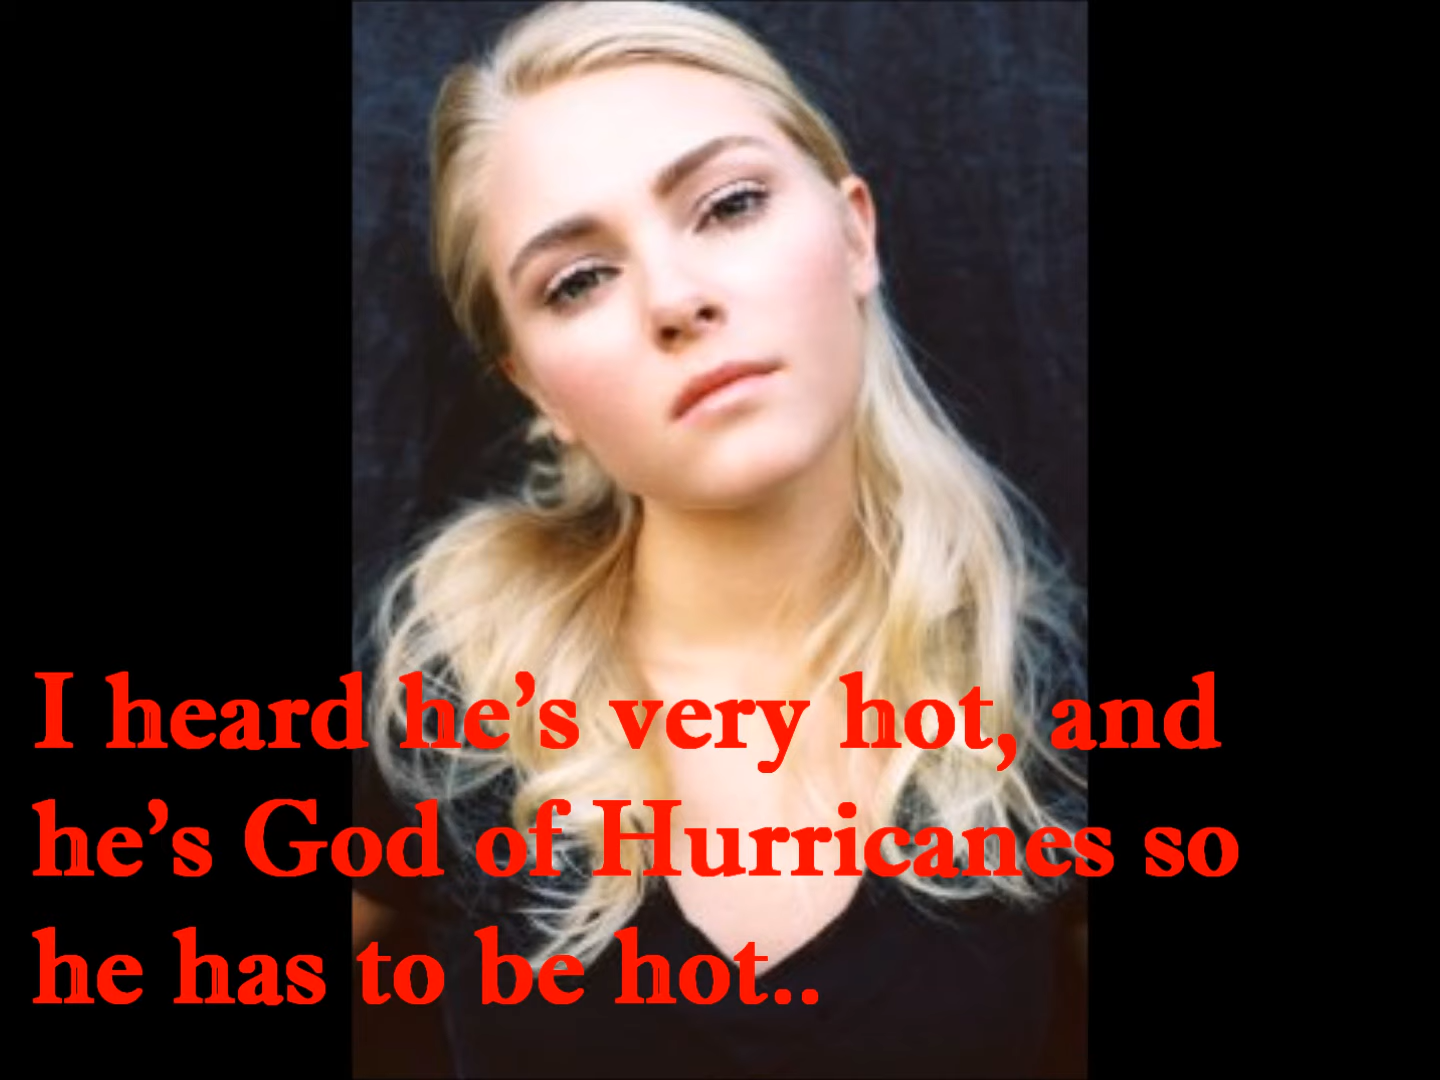 I heard he’s very hot, and
he’s God of Hurricanes so
he has to be hot..